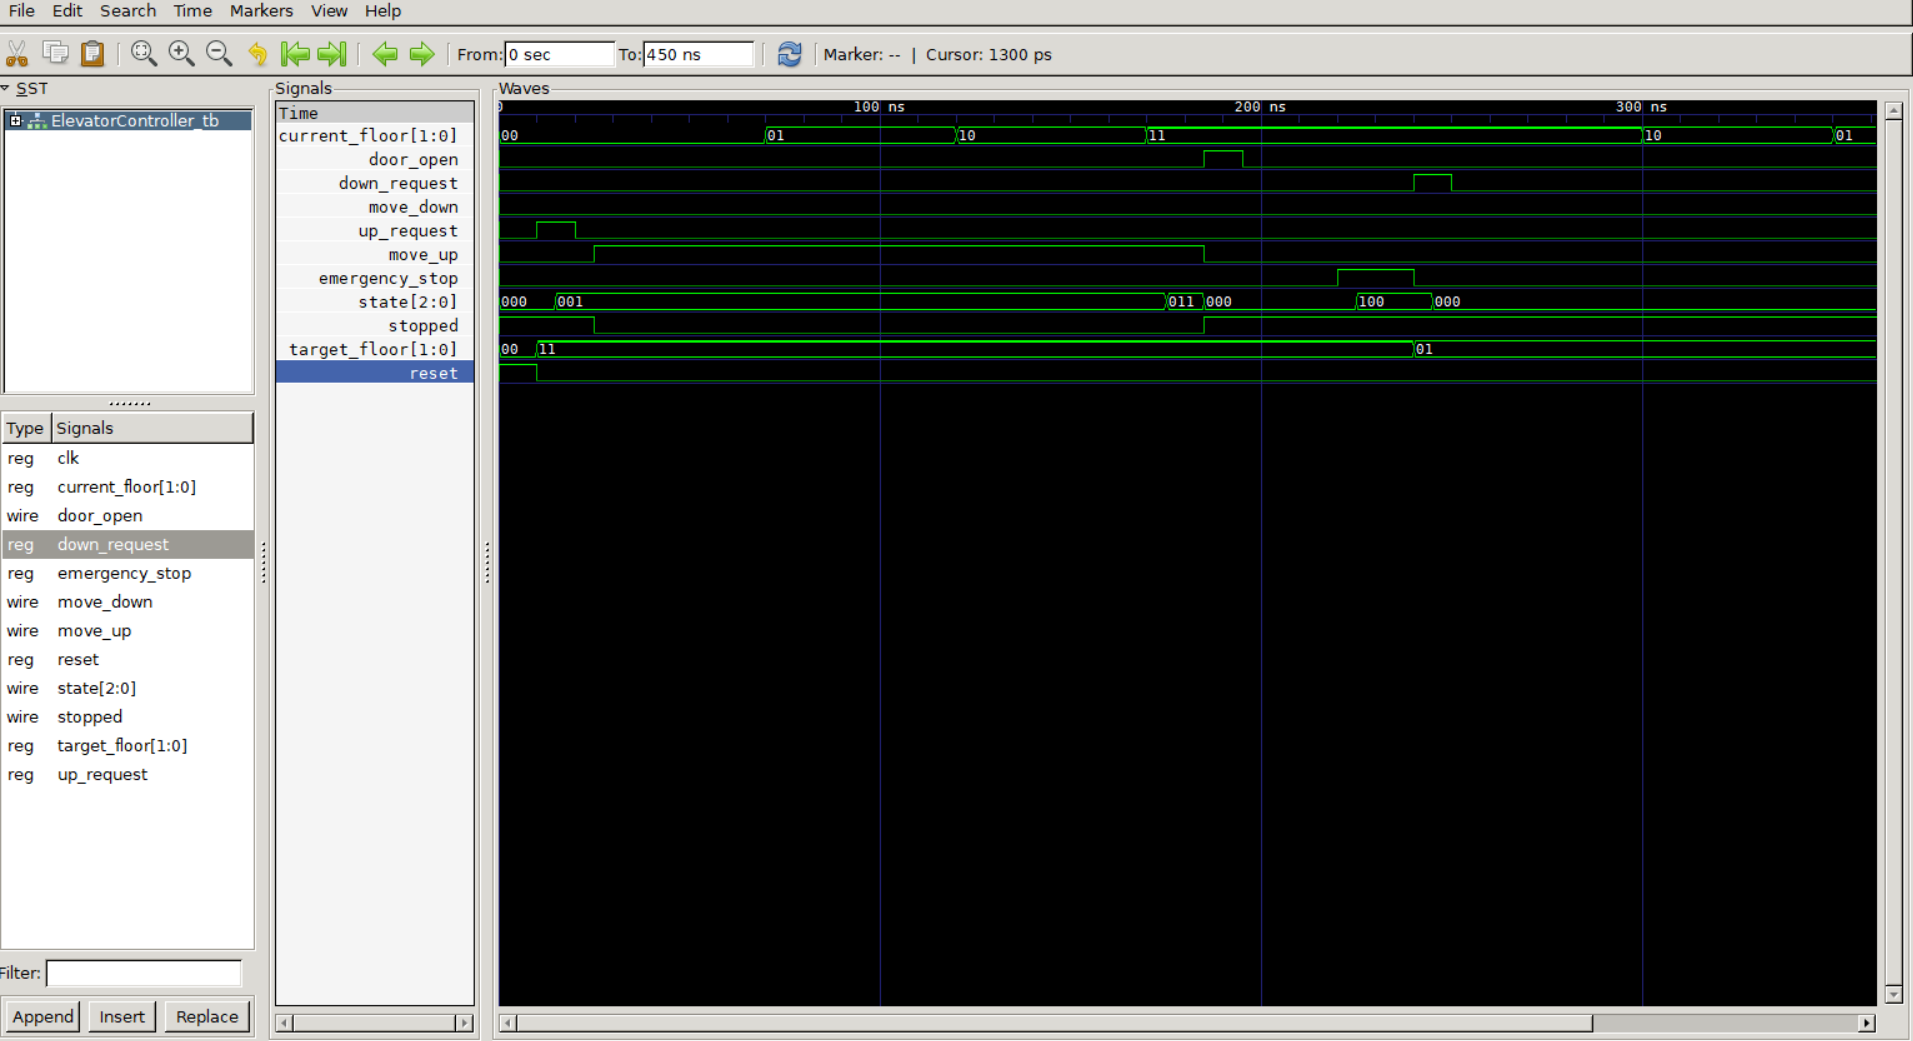 File Edit Search Time Markers View Help
From: 0 sec To: 450 ns Marker: -- | Cursor: 1300 ps
SST
ElevatorController_tb
Type Signals
reg clk
reg current_floor[1:0]
wire door_open
reg down_request
reg emergency_stop
wire move_down
wire move_up
reg reset
wire state[2:0]
wire stopped
reg target_floor[1:0]
reg up_request
Filter:
Append Insert Replace
Signals
Time
current_floor[1:0]
door_open
down_request
move_down
up_request
move_up
emergency_stop
state[2:0]
stopped
target_floor[1:0]
reset
Waves
0 100 ns 200 ns 300 ns
00 01 10 11 10 01
000 001 011 000 100 000
00 11 01